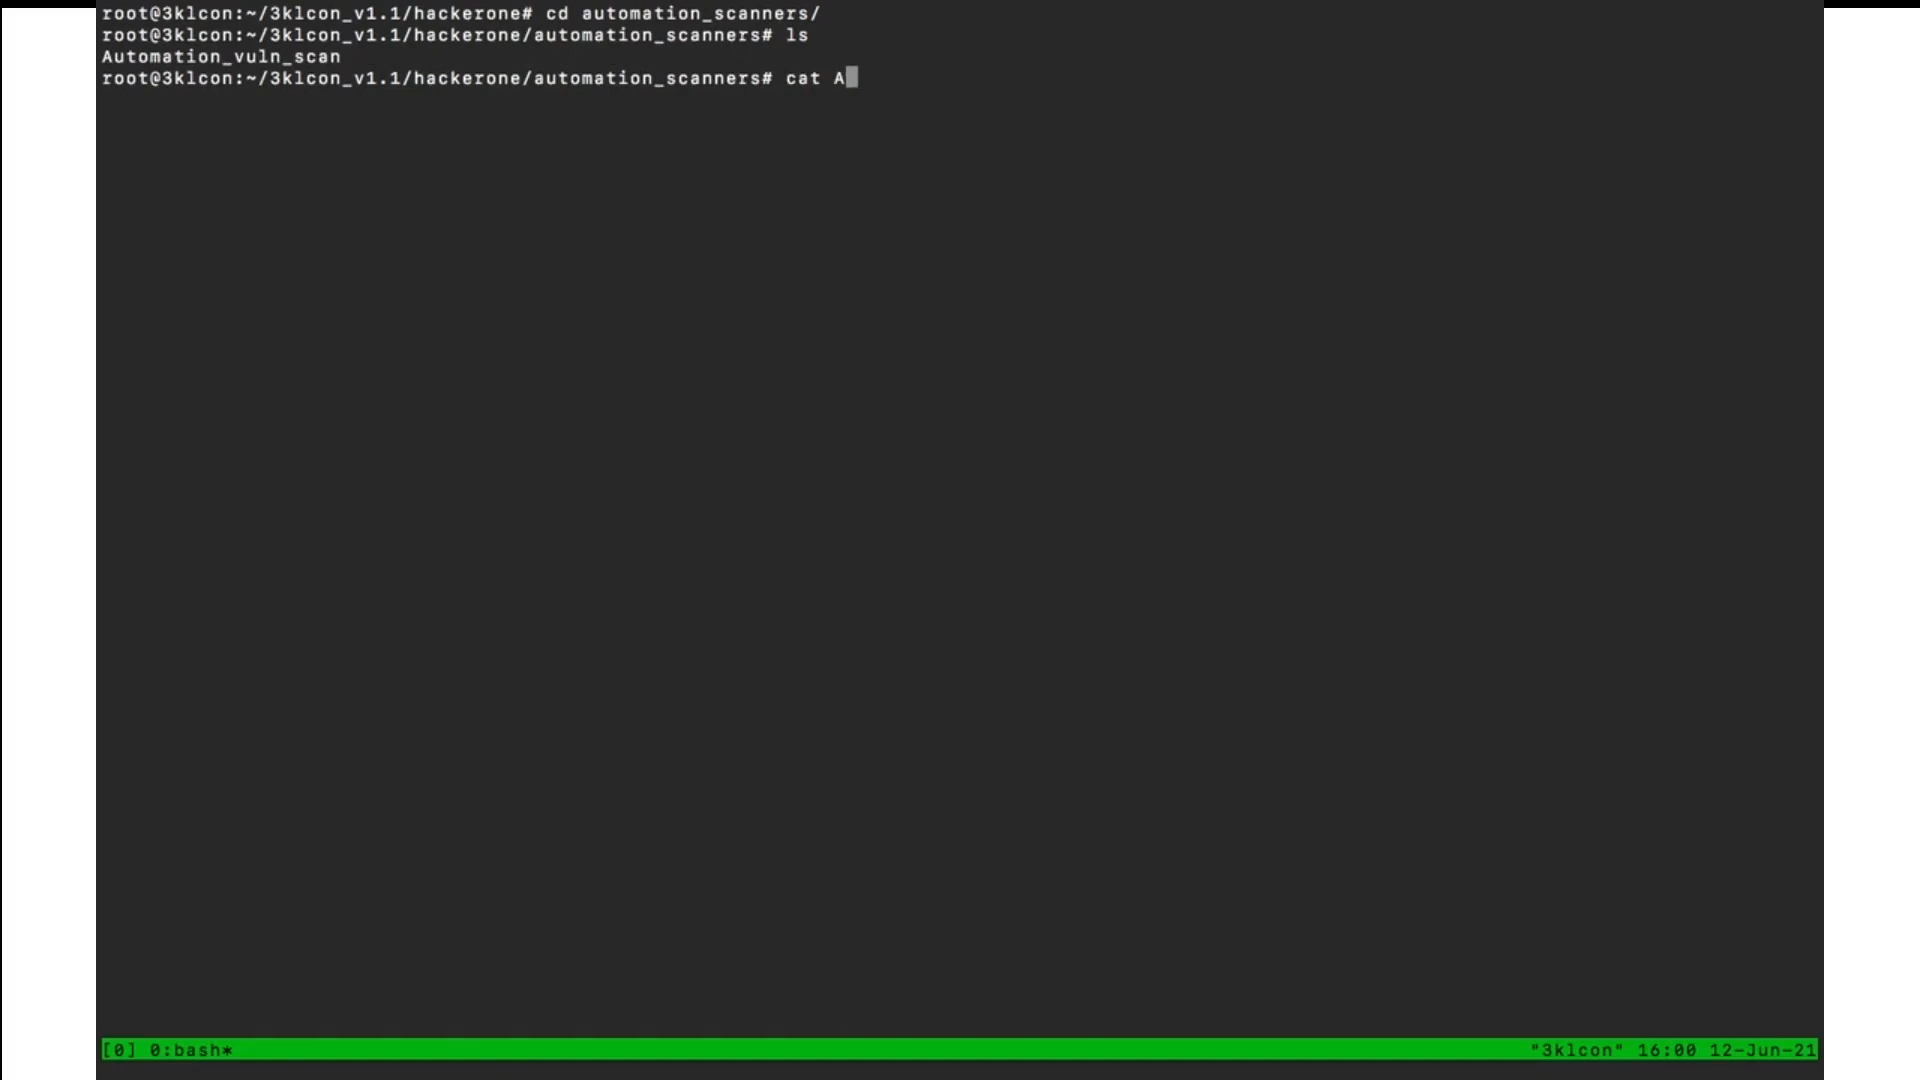 root@3klcon:~/3klcon_v1.1/hackerone# cd automation_scanners/
root@3klcon:~/3klcon_v1.1/hackerone/automation_scanners# ls
Automation_vuln_scan
root@3klcon:~/3klcon_v1.1/hackerone/automation_scanners# cat A
[0] 0:bash* "3klcon" 16:00 12-Jun-21